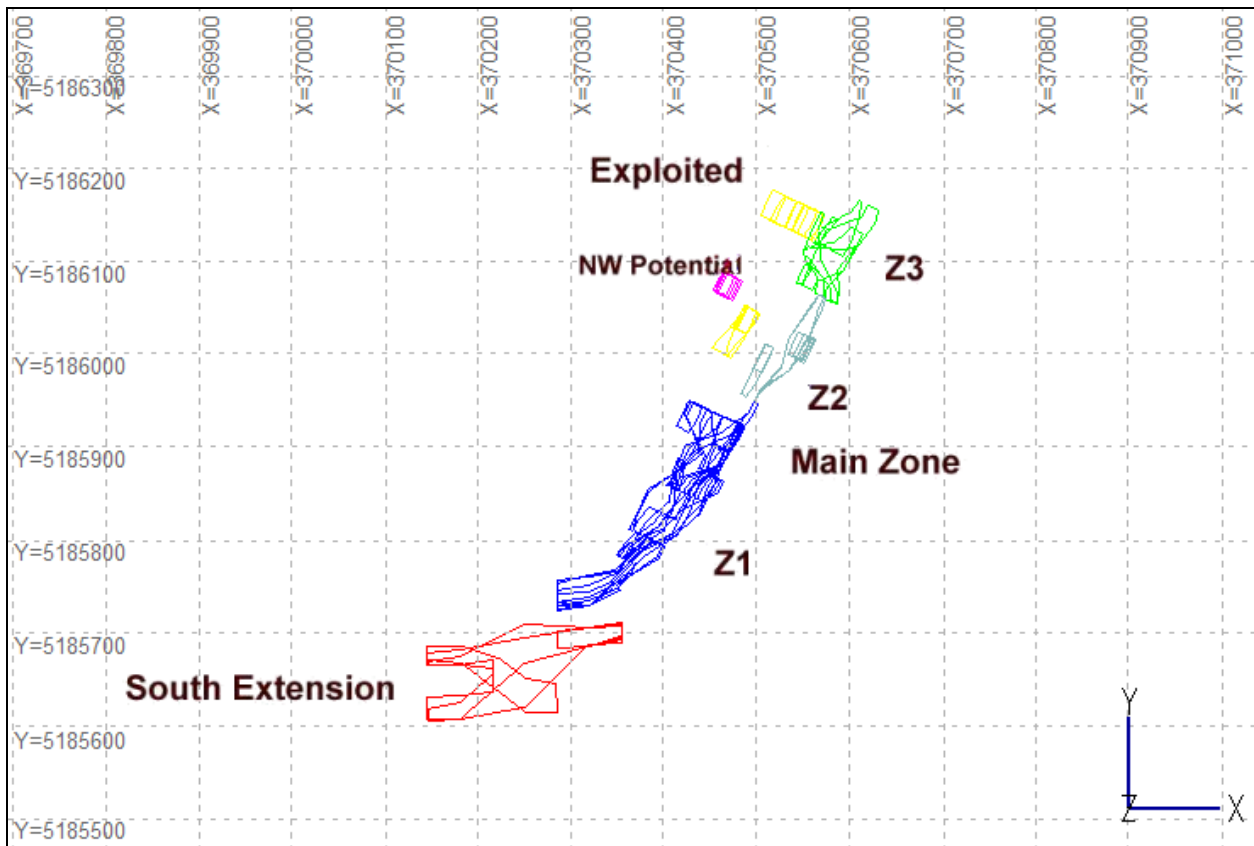 X=369700
X=369800
X=369900
X=370000
X=370100
X=370200
X=370300
X=370400
X=370500
X=370600
X=370700
X=370800
X=370900
X=371000
Y=5186300
Y=5186200
Exploited
Y=5186100
NW Potential
Z3
Y=5186000
Z2
Y=5185900
Main Zone
Y=5185800
Z1
Y=5185700
South Extension
Y=5185600
Y=5185500
Y
Z
X